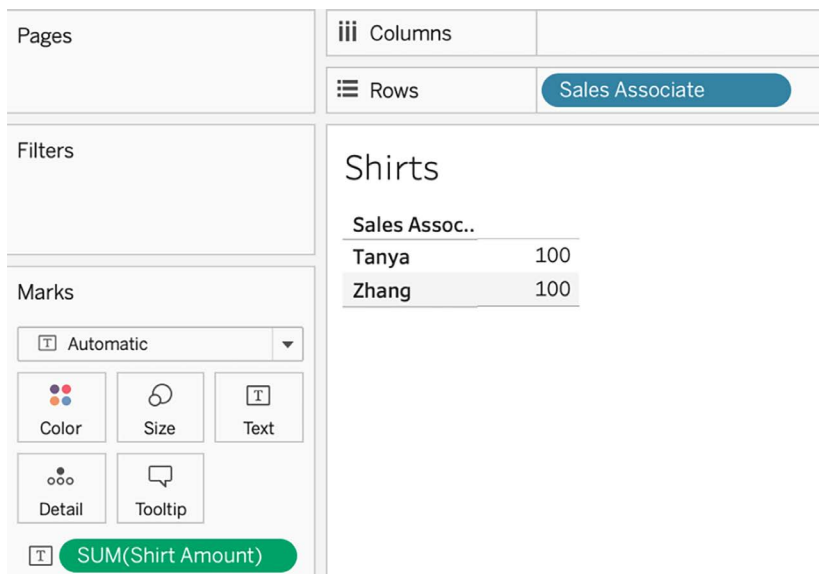 Pages
Columns
Rows
Sales Associate
Filters
Shirts
Sales Assoc..
Tanya 100
Zhang 100
Marks
T Automatic
T
Color Size Text
Detail Tooltip
T SUM(Shirt Amount)